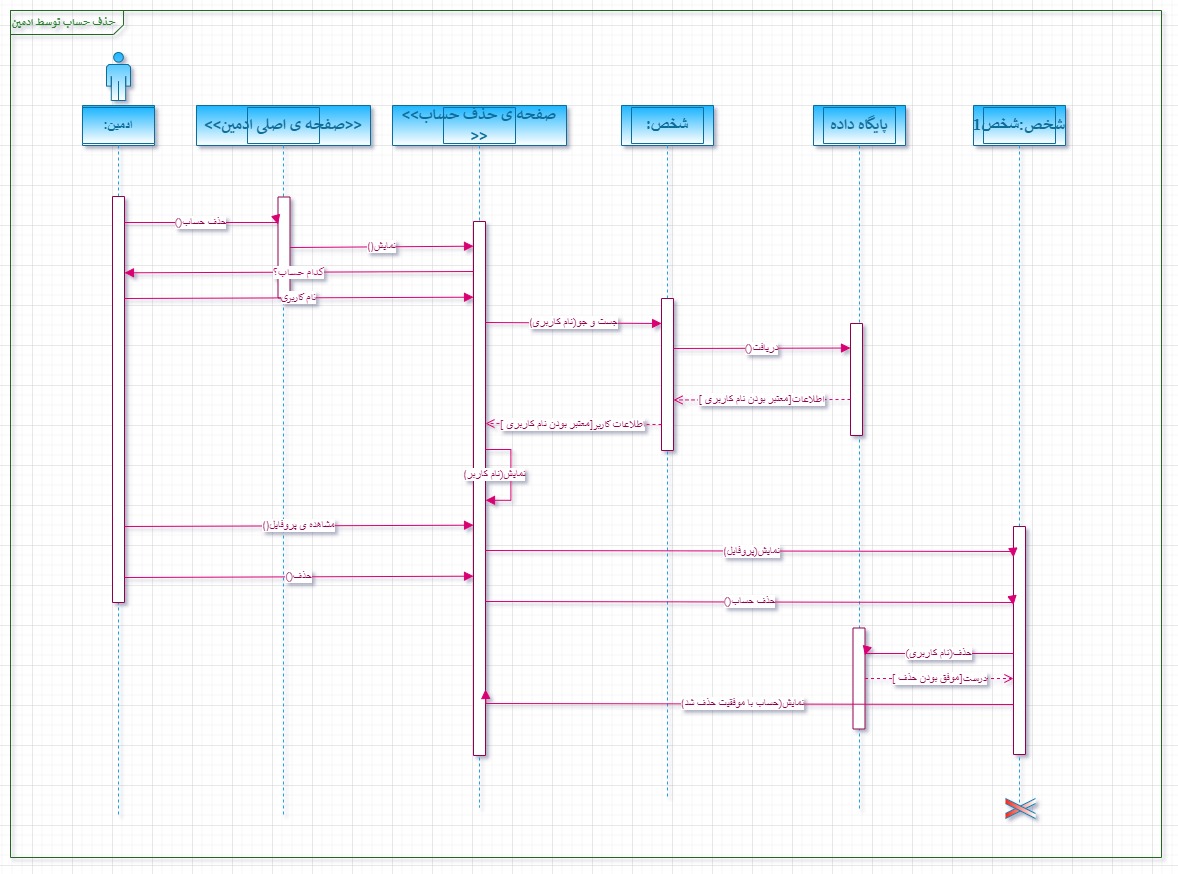 حذف حساب توسط ادمین
ادمین:
<<صفحه ی اصلی ادمین>>
<<صفحه ی حذف حساب
>>
شخص:
پایگاه داده
شخص:شخص1
حذف حساب()
نمایش()
کدام حساب؟
نام کاربری
جست و جو(نام کاربری)
دریافت()
اطلاعات[معتبر بودن نام کاربری ]
اطلاعات کاربر[معتبر بودن نام کاربری ]
نمایش(نام کاربر)
مشاهده ی پروفایل()
نمایش(پروفایل)
حذف()
حذف حساب()
حذف(نام کاربری)
درست[موفق بودن حذف ]
نمایش(حساب با موفقیت حذف شد)